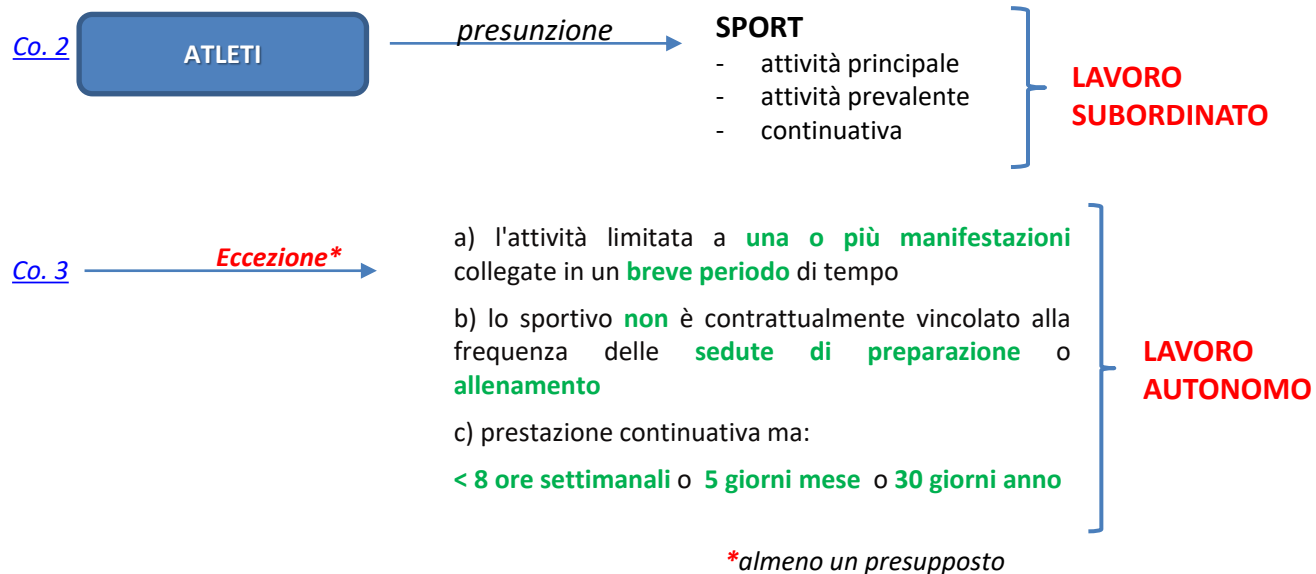 Co. 2
ATLETI
presunzione
SPORT
- attività principale
- attività prevalente
- continuativa
LAVORO
SUBORDINATO
Co. 3
Eccezione*
a) l'attività limitata a una o più manifestazioni
collegate in un breve periodo di tempo
b) lo sportivo non è contrattualmente vincolato alla
frequenza delle sedute di preparazione o
allenamento
c) prestazione continuativa ma:
< 8 ore settimanali o 5 giorni mese o 30 giorni anno
LAVORO
AUTONOMO
*almeno un presupposto